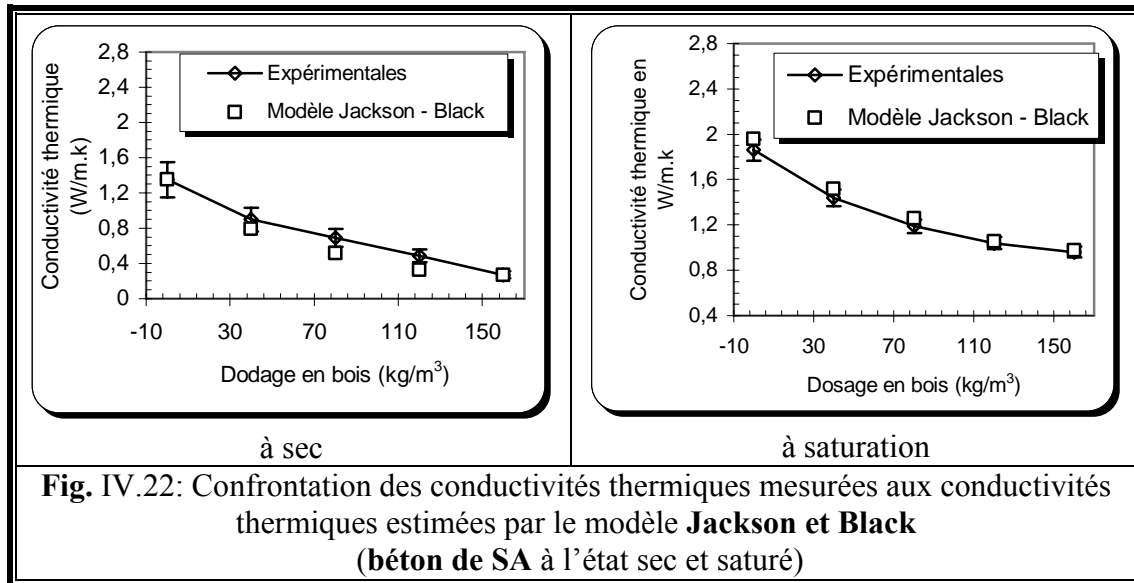 Conductivité thermique
(W/m.k)
2,8
2,4
2
1,6
1,2
0,8
0,4
0
Expérimentales
Modèle Jackson - Black
-10 30 70 110 150
Dodage en bois (kg/m³)
à sec
Conductivité thermique en
W/m.k
2,8
2,4
2
1,6
1,2
0,8
0,4
Expérimentales
Modèle Jackson - Black
-10 30 70 110 150
Dosage en bois (kg/m³)
à saturation
Fig. IV.22: Confrontation des conductivités thermiques mesurées aux conductivités
thermiques estimées par le modèle Jackson et Black
(béton de SA à l’état sec et saturé)